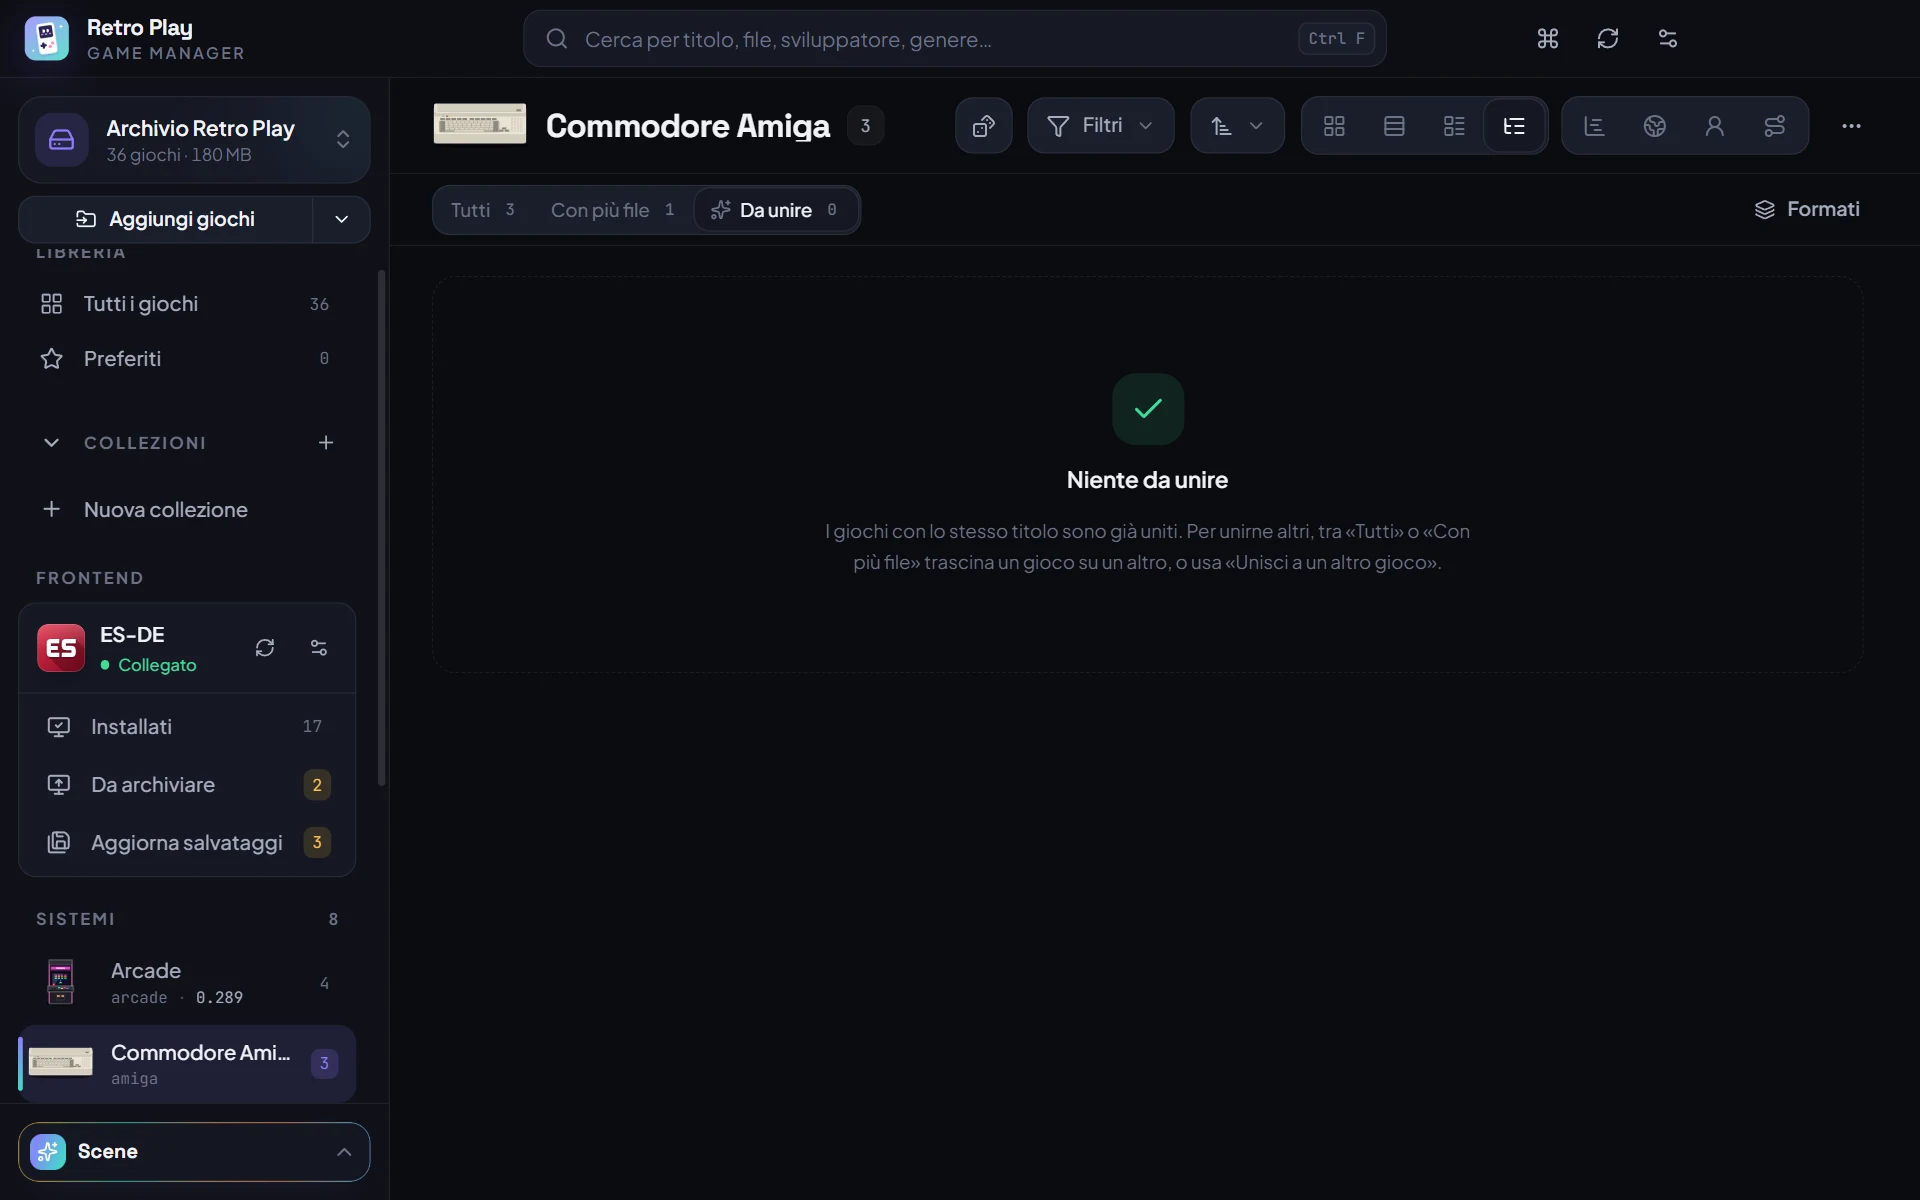 Retro Play
GAME MANAGER
Cerca per titolo, file, sviluppatore, genere…
Ctrl F
Archivio Retro Play
36 giochi · 180 MB
Aggiungi giochi
LIBRERIA
Tutti i giochi
36
Preferiti
0
COLLEZIONI
Nuova collezione
FRONTEND
ES
ES-DE
Collegato
Installati
17
Da archiviare
2
Aggiorna salvataggi
3
SISTEMI
8
Arcade
arcade · 0.289
4
Commodore Ami…
amiga
3
Scene
Commodore Amiga
3
Filtri
Tutti 3
Con più file 1
Da unire 0
Formati
Niente da unire
I giochi con lo stesso titolo sono già uniti. Per unirne altri, tra «Tutti» o «Con
più file» trascina un gioco su un altro, o usa «Unisci a un altro gioco».